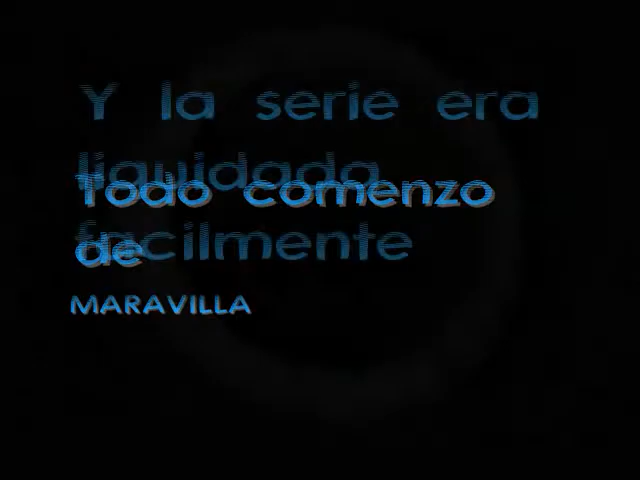 Y la serie era
liquidada
Todo comenzo
facilmente
de
MARAVILLA